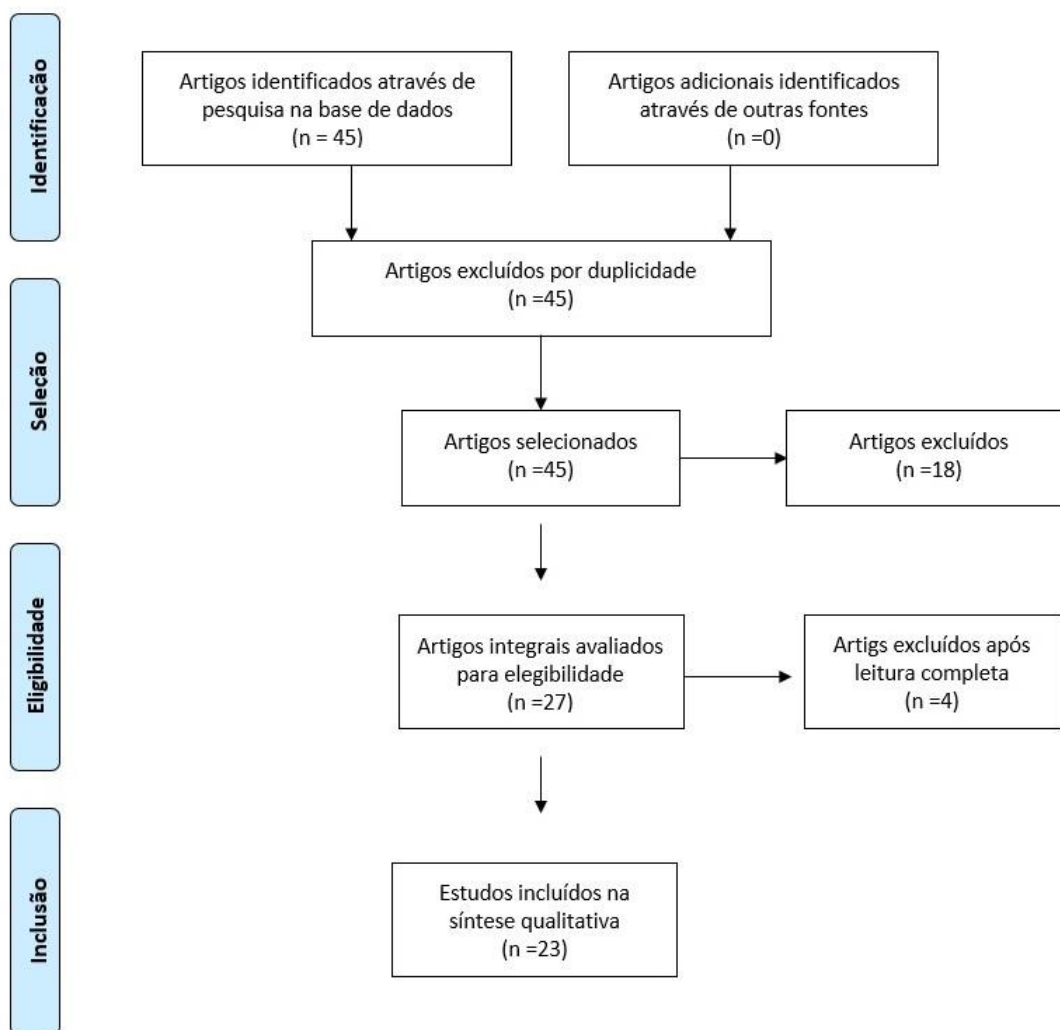 Identificação
Artigos identificados através de
pesquisa na base de dados
(n = 45)
Artigos adicionais identificados
através de outras fontes
(n =0)
Artigos excluídos por duplicidade
(n =45)
Seleção
Artigos selecionados
(n =45)
Artigos excluídos
(n =18)
Eligibilidade
Artigos integrais avaliados
para elegibilidade
(n =27)
Artigs excluídos após
leitura completa
(n =4)
Inclusão
Estudos incluídos na
síntese qualitativa
(n =23)